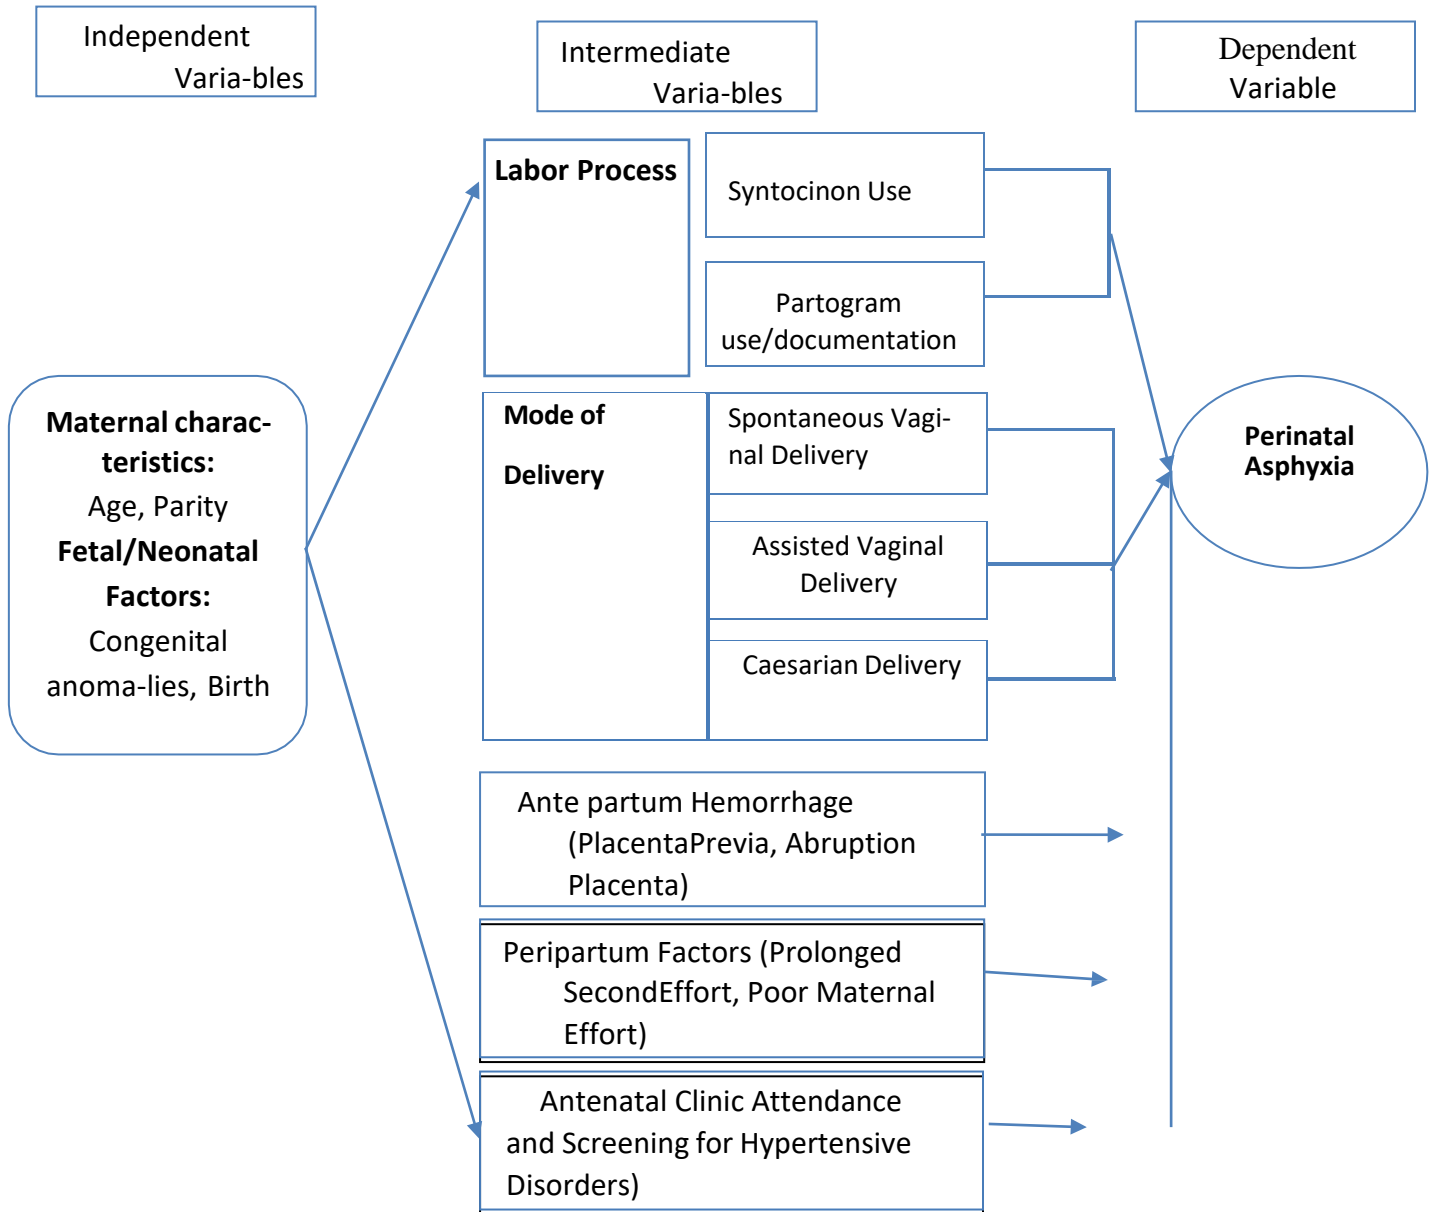 Independent
Varia-bles
Intermediate
Varia-bles
Dependent
Variable
Labor Process
Syntocinon Use
Partogram
use/documentation
Maternal charac-
teristics:
Age, Parity
Fetal/Neonatal
Factors:
Congenital
anoma-lies, Birth
Mode of
Delivery
Spontaneous Vagi-
nal Delivery
Assisted Vaginal
Delivery
Caesarian Delivery
Perinatal
Asphyxia
Ante partum Hemorrhage
(PlacentaPrevia, Abruption
Placenta)
Peripartum Factors (Prolonged
SecondEffort, Poor Maternal
Effort)
Antenatal Clinic Attendance
and Screening for Hypertensive
Disorders)